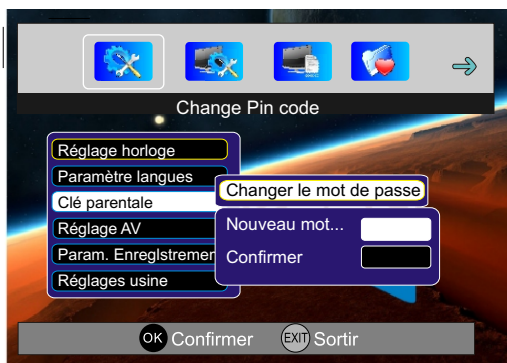 Change Pin code
Réglage horloge
Paramètre langues
Clé parentale
Réglage AV
Param. Enreglstremer
Réglages usine
Changer le mot de passe
Nouveau mot...
Confirmer
OK Confirmer EXIT Sortir